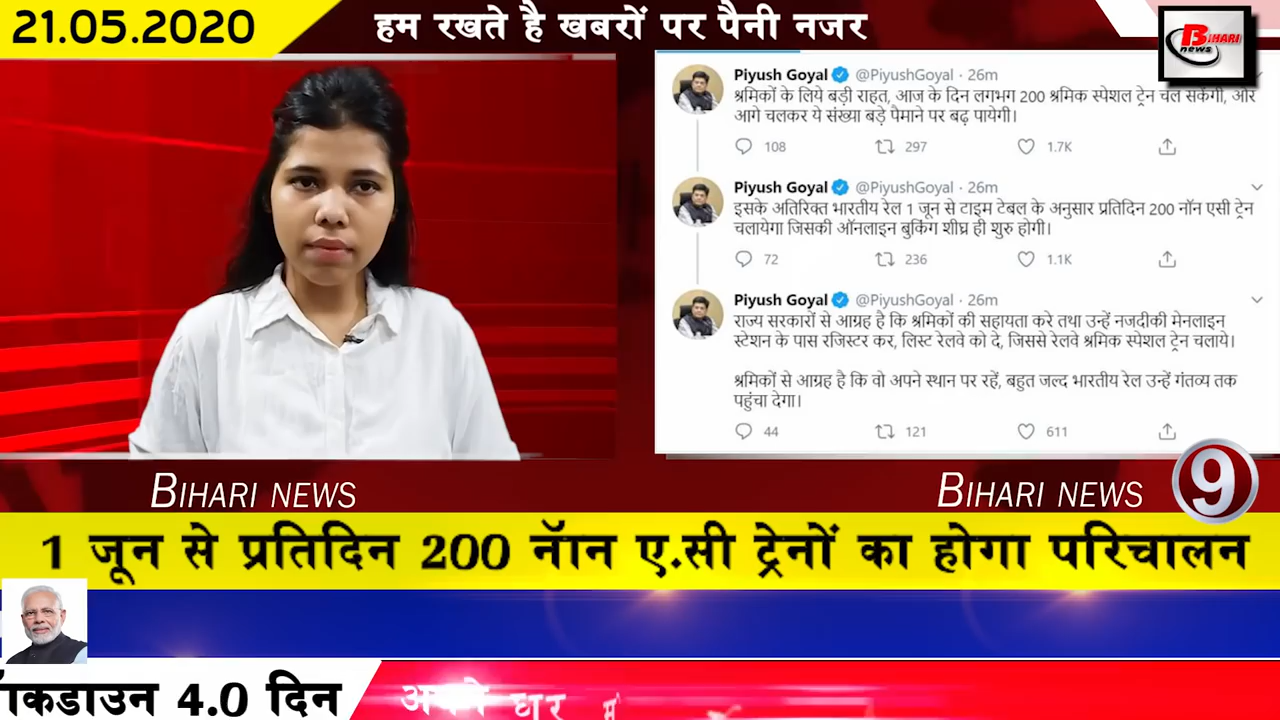 21.05.2020
हम रखते है खबरों पर पैनी नजर
BIHARI
news
Piyush Goyal @PiyushGoyal · 26m
श्रमिकों के लिये बड़ी राहत, आज के दिन लगभग 200 श्रमिक स्पेशल ट्रेन चल सकेंगी, और
आगे चलकर ये संख्या बड़े पैमाने पर बढ़ पायेगी।
108 297 1.7K
Piyush Goyal @PiyushGoyal · 26m
इसके अतिरिक्त भारतीय रेल 1 जून से टाइम टेबल के अनुसार प्रतिदिन 200 नॉन एसी ट्रेन
चलायेगा जिसकी ऑनलाइन बुकिंग शीघ्र ही शुरु होगी।
72 236 1.1K
Piyush Goyal @PiyushGoyal · 26m
राज्य सरकारों से आग्रह है कि श्रमिकों की सहायता करे तथा उन्हें नजदीकी मेनलाइन
स्टेशन के पास रजिस्टर कर, लिस्ट रेलवे को दे, जिससे रेलवे श्रमिक स्पेशल ट्रेन चलाये।
श्रमिकों से आग्रह है कि वो अपने स्थान पर रहें, बहुत जल्द भारतीय रेल उन्हें गंतव्य तक
पहुंचा देगा।
44 121 611
BIHARI NEWS
BIHARI NEWS
9
1 जून से प्रतिदिन 200 नॉन ए.सी ट्रेनों का होगा परिचालन
ॉकडाउन 4.0 दिन
घर